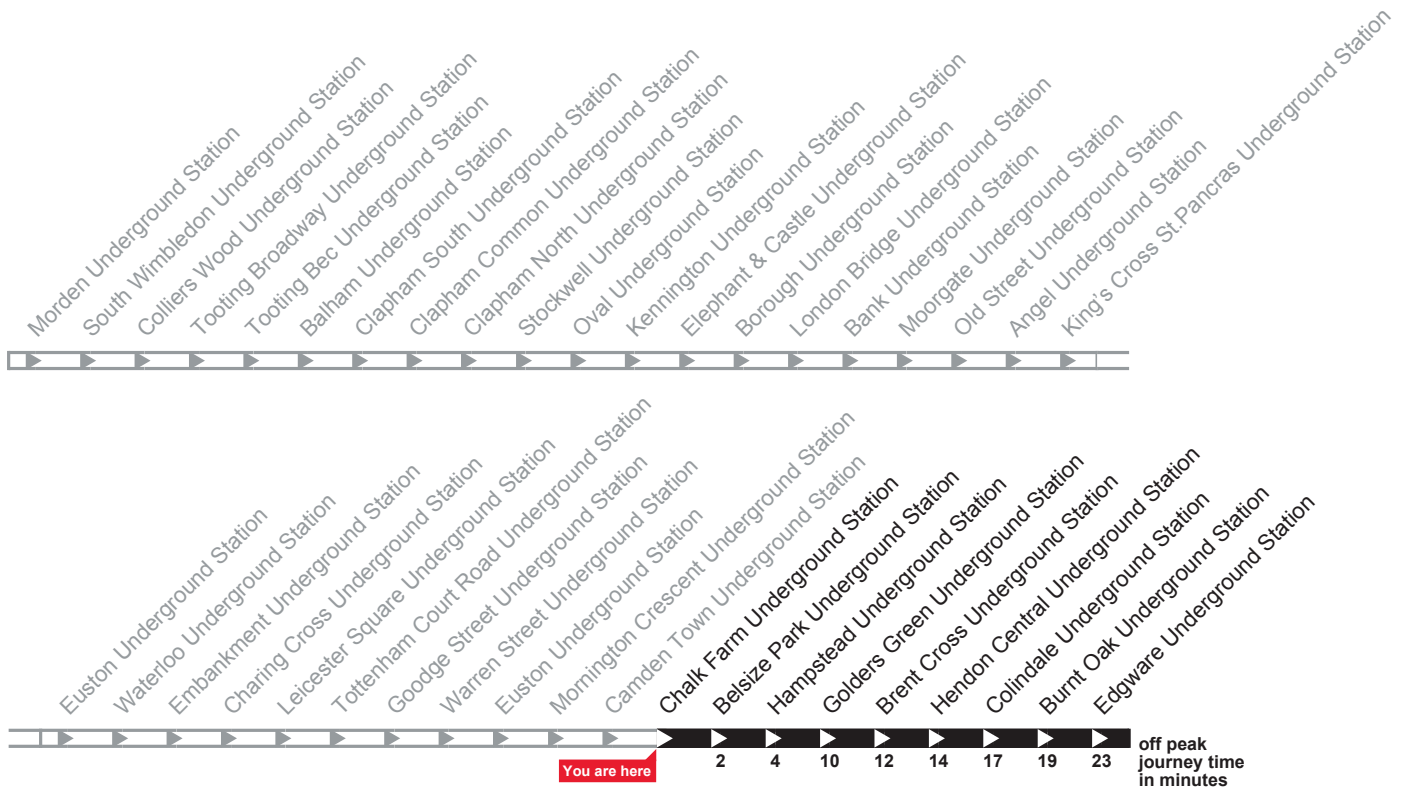 Morden Underground Station
South Wimbledon Underground Station
Colliers Wood Underground Station
Tooting Broadway Underground Station
Tooting Bec Underground Station
Balham Underground Station
Clapham South Underground Station
Clapham Common Underground Station
Clapham North Underground Station
Stockwell Underground Station
Oval Underground Station
Kennington Underground Station
Elephant & Castle Underground Station
Borough Underground Station
London Bridge Underground Station
Bank Underground Station
Moorgate Underground Station
Old Street Underground Station
Angel Underground Station
King's Cross St.Pancras Underground Station
Euston Underground Station
Waterloo Underground Station
Embankment Underground Station
Charing Cross Underground Station
Leicester Square Underground Station
Tottenham Court Road Underground Station
Goodge Street Underground Station
Warren Street Underground Station
Euston Underground Station
Mornington Crescent Underground Station
Camden Town Underground Station
Chalk Farm Underground Station
Belsize Park Underground Station
Hampstead Underground Station
Golders Green Underground Station
Brent Cross Underground Station
Hendon Central Underground Station
Colindale Underground Station
Burnt Oak Underground Station
Edgware Underground Station
You are here
2 4 10 12 14 17 19 23
off peak
journey time
in minutes